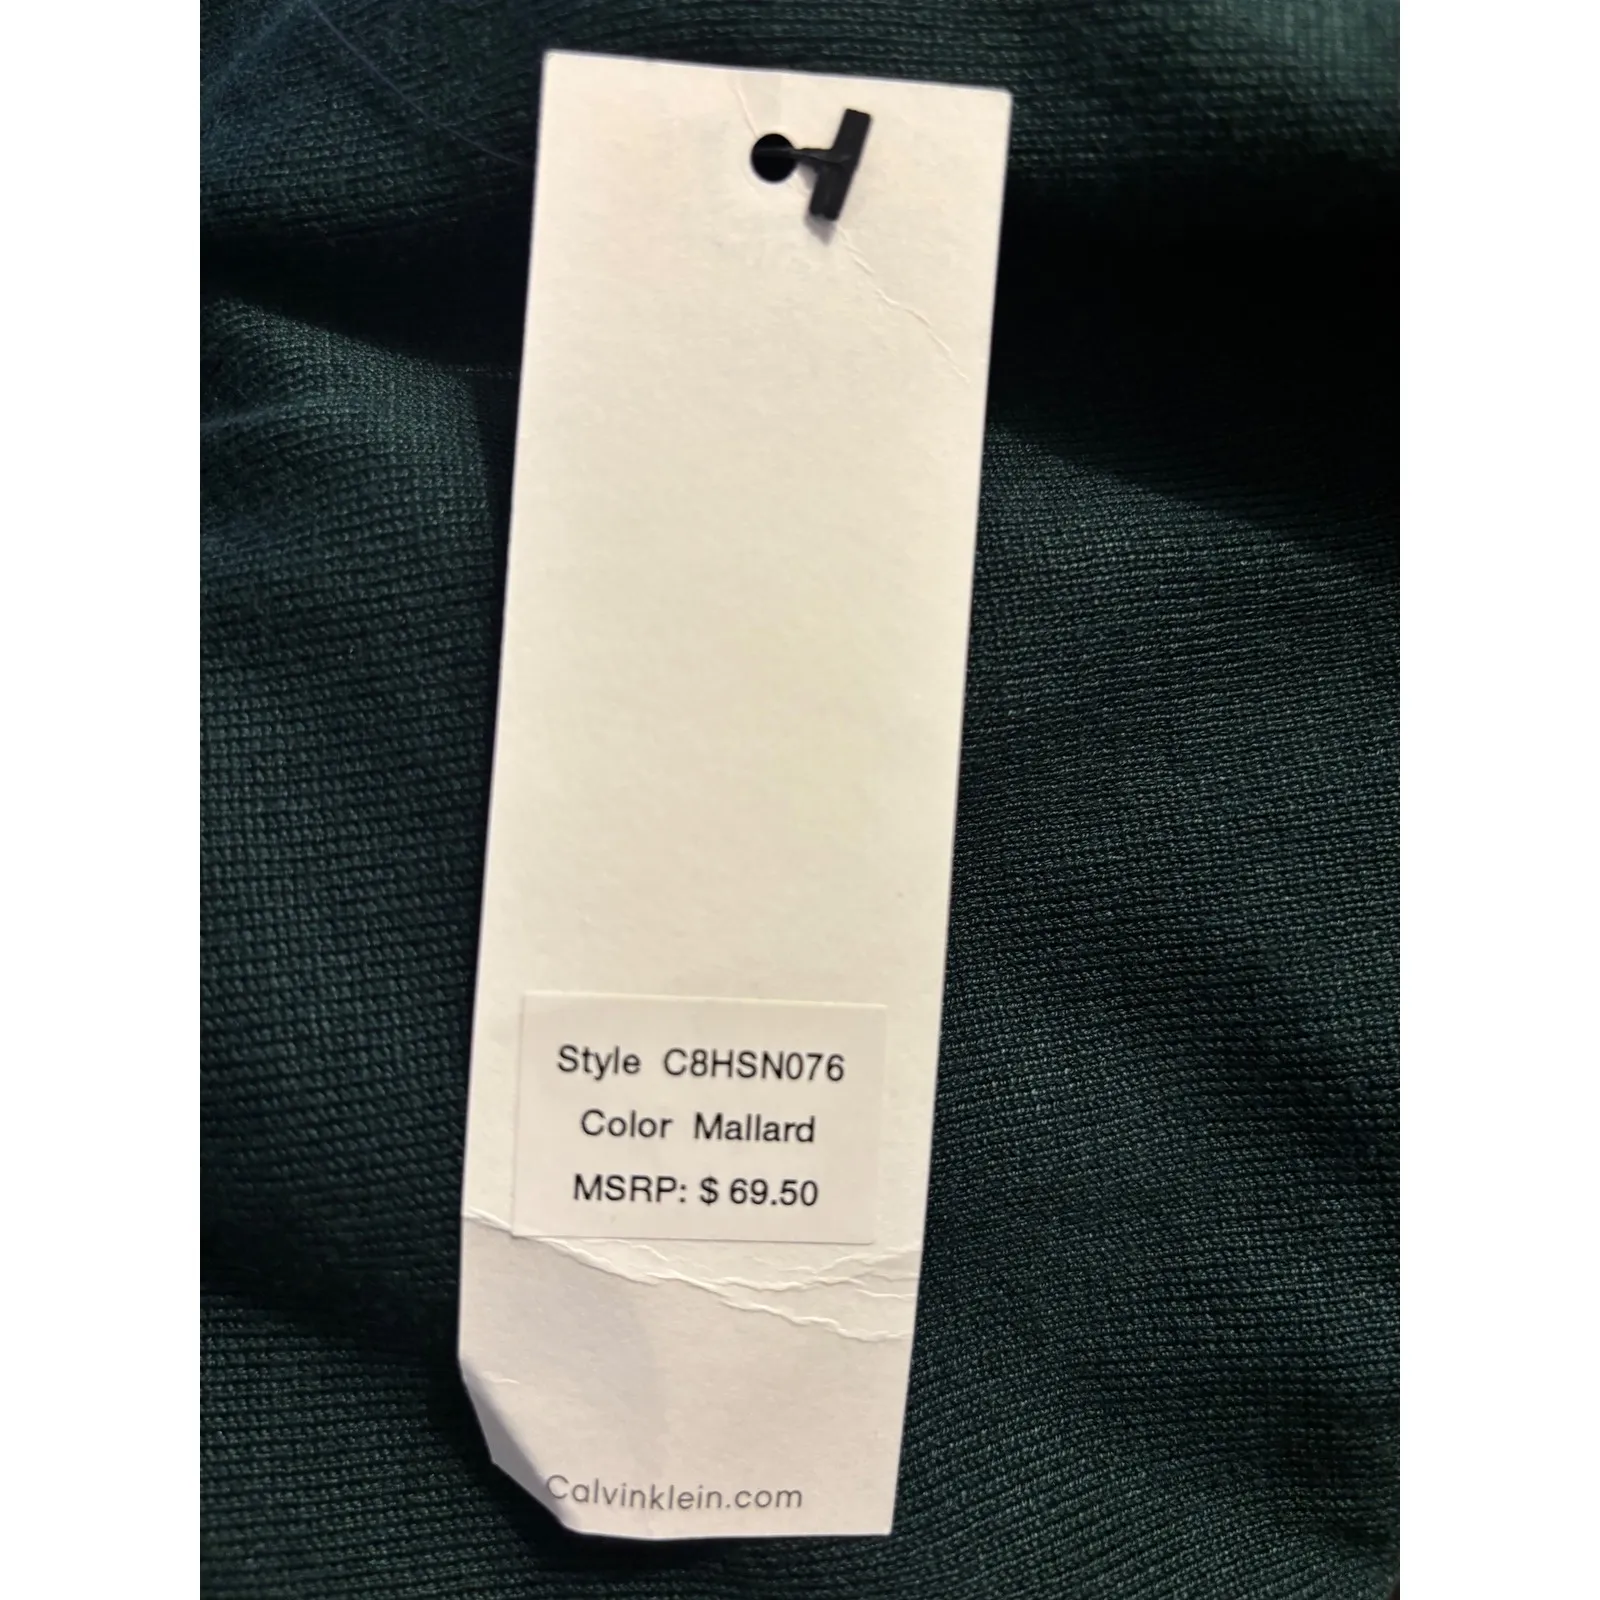 Style C8HSN076
Color Mallard
MSRP: $ 69.50
Calvinklein.com